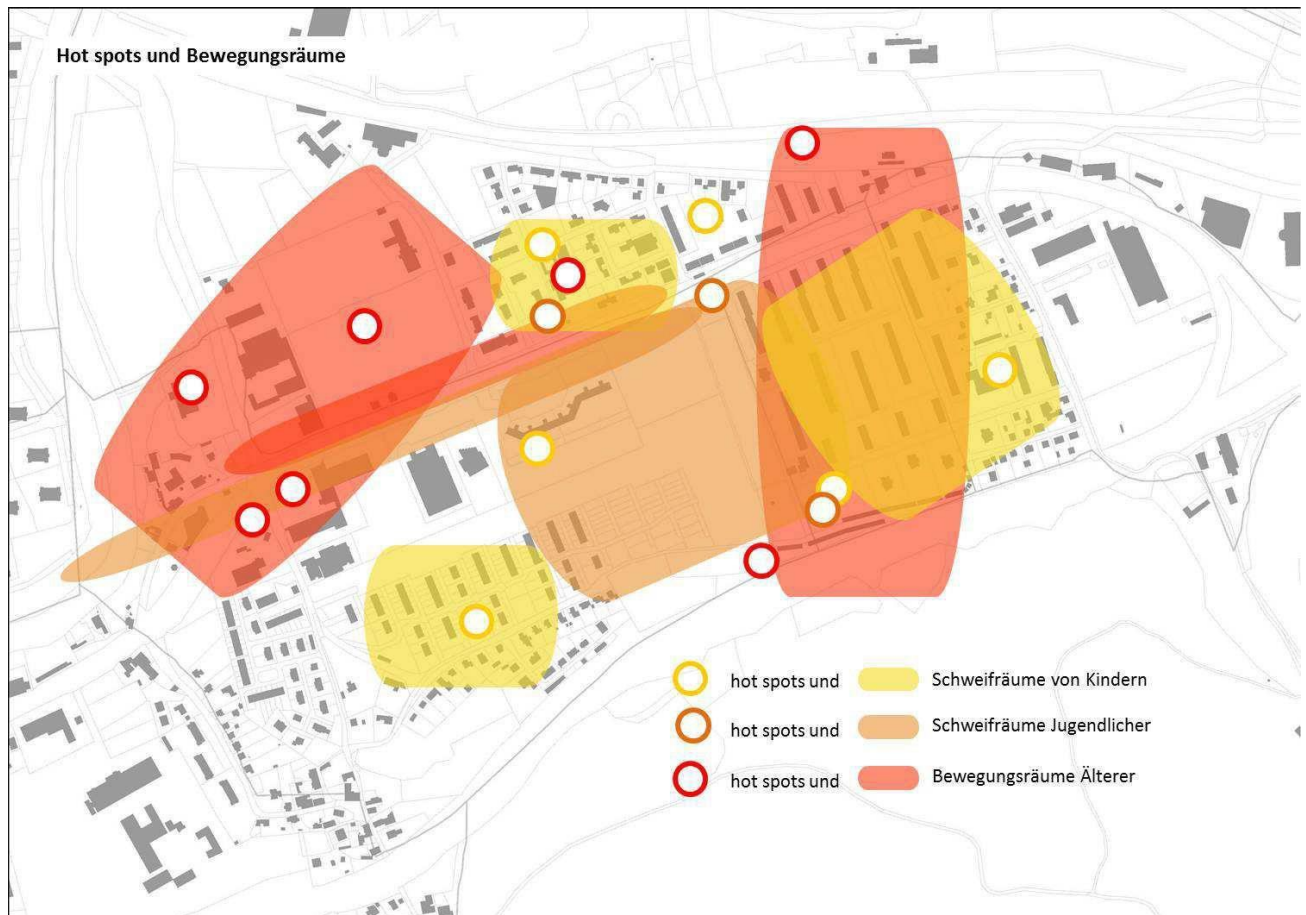 Hot spots und Bewegungsräume
hot spots und Schweifräume von Kindern
hot spots und Schweifräume Jugendlicher
hot spots und Bewegungsräume Älterer